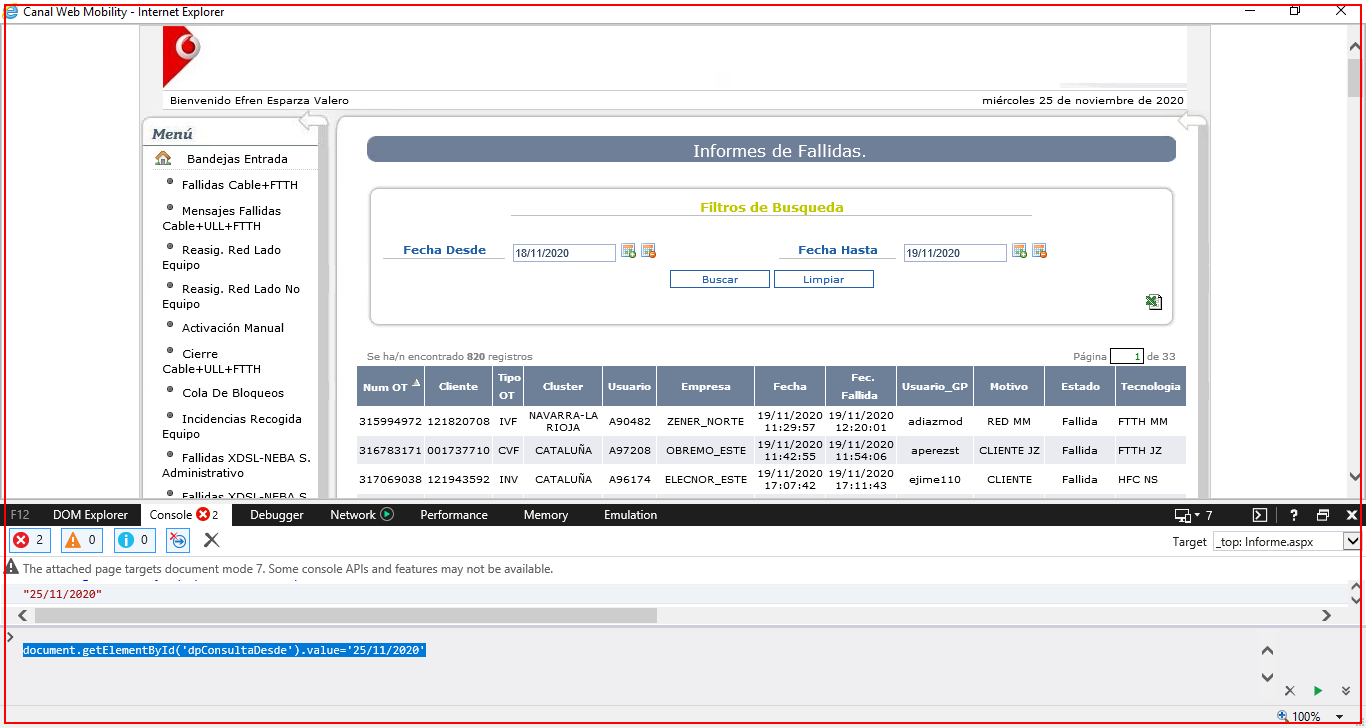 Canal Web Mobility - Internet Explorer
Bienvenido Efren Esparza Valero
miércoles 25 de noviembre de 2020
Menú
Bandejas Entrada
Fallidas Cable+FTTH
Mensajes Fallidas
Cable+ULL+FTTH
Reasig. Red Lado
Equipo
Reasig. Red Lado No
Equipo
Activación Manual
Cierre
Cable+ULL+FTTH
Cola De Bloqueos
Incidencias Recogida
Equipo
Fallidas XDSL-NEBA S.
Administrativo
Fallidas XDSL-NEBA S
Informes de Fallidas.
Filtros de Busqueda
Fecha Desde 18/11/2020 Fecha Hasta 19/11/2020
Buscar Limpiar
Se ha/n encontrado 820 registros Página 1 de 33
Num OT Cliente Tipo OT Cluster Usuario Empresa Fecha Fec. Fallida Usuario_GP Motivo Estado Tecnologia
315994972 121820708 IVF NAVARRA-LA RIOJA A90482 ZENER_NORTE 19/11/2020 11:29:57 19/11/2020 12:20:01 adiazmod RED MM Fallida FTTH MM
316783171 001737710 CVF CATALUÑA A97208 OBREMO_ESTE 19/11/2020 11:42:55 19/11/2020 11:54:06 aperezst CLIENTE JZ Fallida FTTH JZ
317069038 121943592 INV CATALUÑA A96174 ELECNOR_ESTE 19/11/2020 17:07:42 19/11/2020 17:11:43 ejime110 CLIENTE Fallida HFC NS
F12 DOM Explorer Console 2 Debugger Network Performance Memory Emulation 7 ?
2 0 0 Target _top: Informe.aspx
The attached page targets document mode 7. Some console APIs and features may not be available.
"25/11/2020"
document.getElementById('dpConsultaDesde').value='25/11/2020'
100%